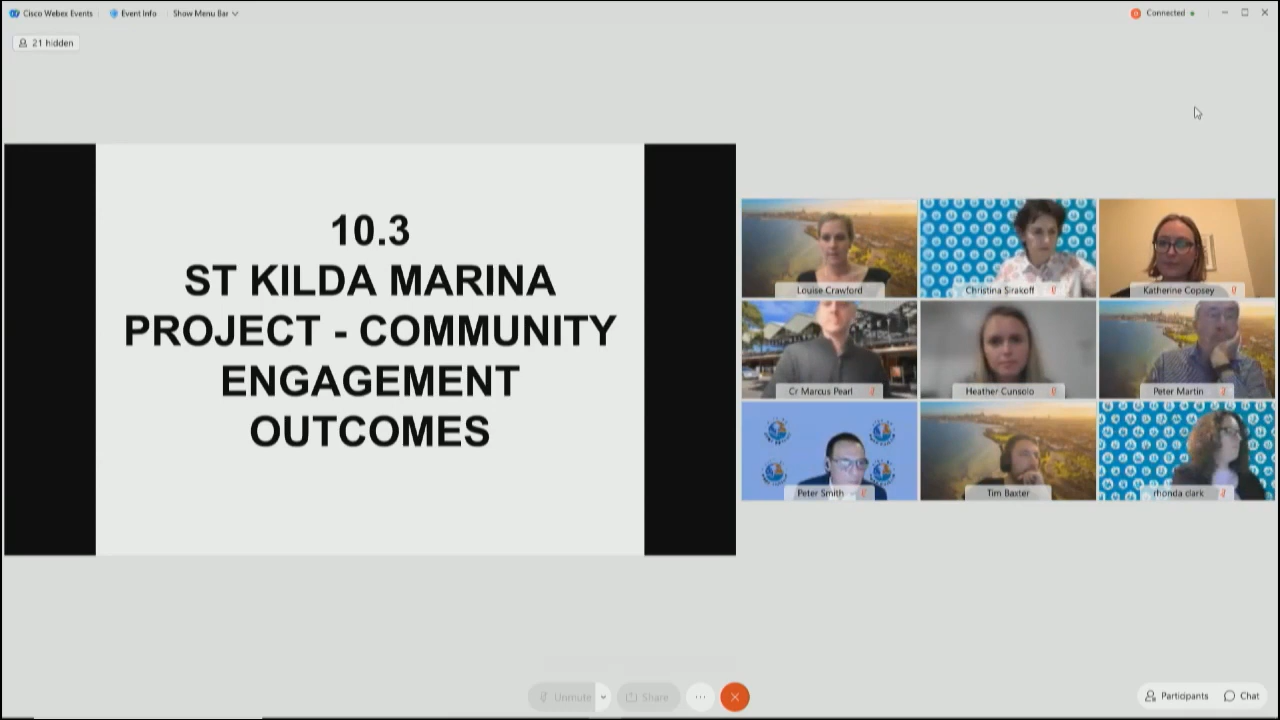 Cisco Webex Events
Event Info
Show Menu Bar
Connected
21 hidden
10.3
ST KILDA MARINA
PROJECT - COMMUNITY
ENGAGEMENT
OUTCOMES
Louise Crawford
Christina Sirakoff
Katherine Copsey
Cr Marcus Pearl
Heather Cunsolo
Peter Martin
Peter Smith
Tim Baxter
rhonda clark
Unmute
Share
Participants
Chat